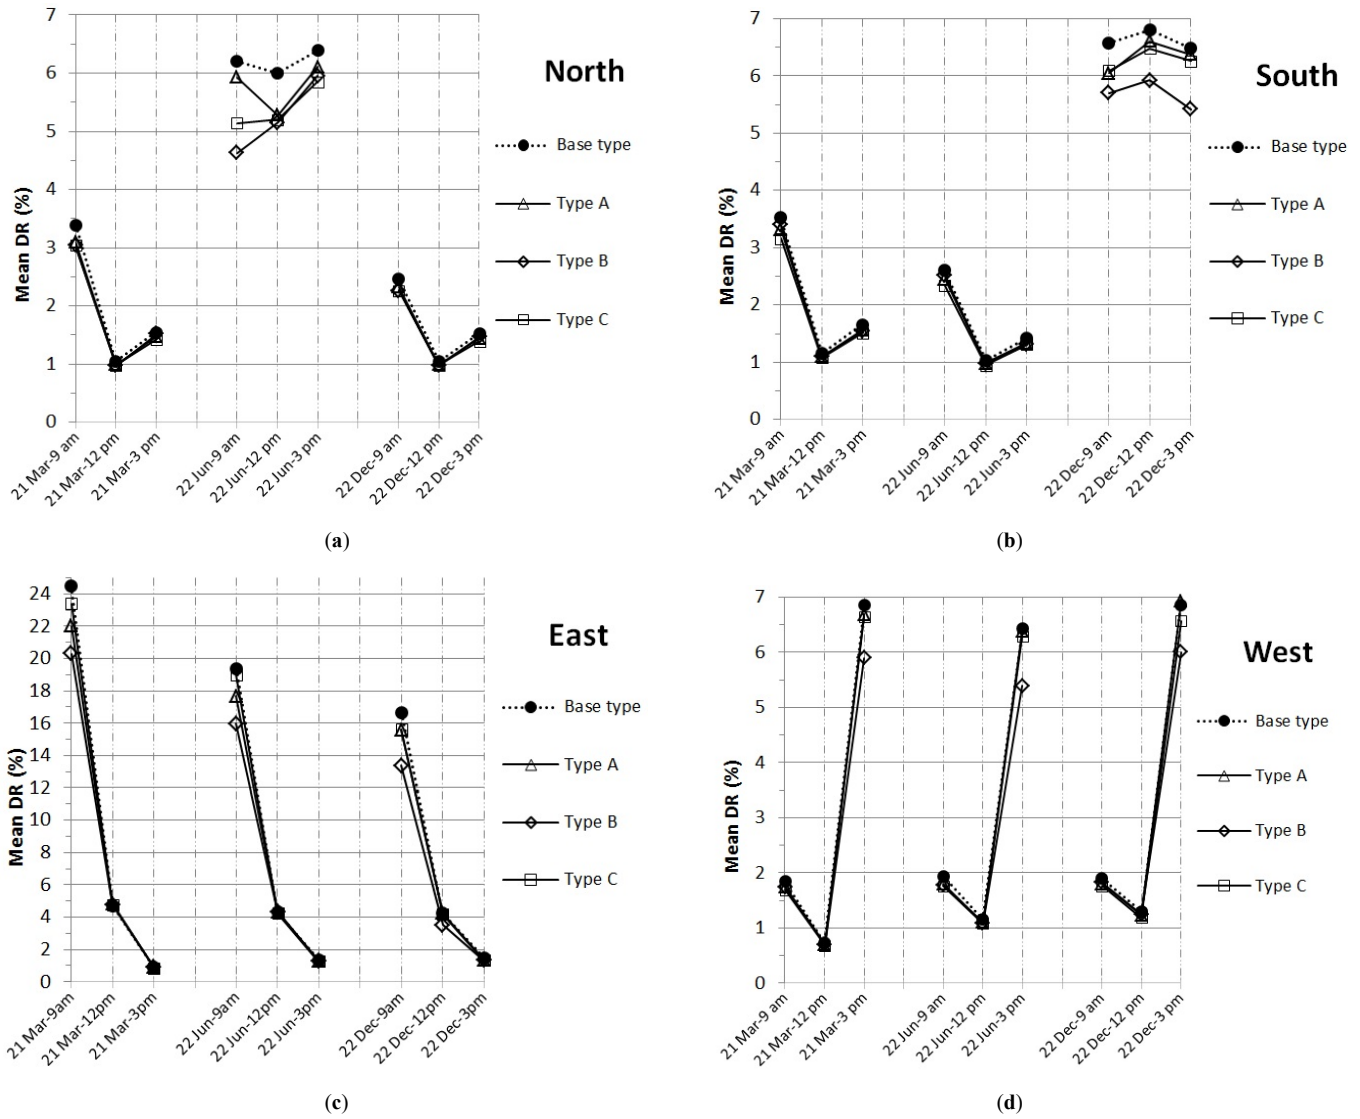 North
Mean DR (%)
7
6
5
4
3
2
1
0
21 Mar-9 am
21 Mar-12 pm
21 Mar-3 pm
22 Jun-9 am
22 Jun-12 pm
22 Jun-3 pm
22 Dec-9 am
22 Dec-12 pm
22 Dec-3 pm
Base type
Type A
Type B
Type C
(a)
South
Mean DR (%)
7
6
5
4
3
2
1
0
21 Mar-9 am
21 Mar-12 pm
21 Mar-3 pm
22 Jun-9 am
22 Jun-12 pm
22 Jun-3 pm
22 Dec-9 am
22 Dec-12 pm
22 Dec-3 pm
Base type
Type A
Type B
Type C
(b)
East
Mean DR (%)
24
22
20
18
16
14
12
10
8
6
4
2
0
21 Mar-9am
21 Mar-12pm
21 Mar-3pm
22 Jun-9am
22 Jun-12pm
22 Jun-3pm
22 Dec-9am
22 Dec-12pm
22 Dec-3pm
Base type
Type A
Type B
Type C
(c)
West
Mean DR (%)
7
6
5
4
3
2
1
0
21 Mar-9 am
21 Mar-12 pm
21 Mar-3 pm
22 Jun-9 am
22 Jun-12 pm
22 Jun-3 pm
22 Dec-9 am
22 Dec-12 pm
22 Dec-3 pm
Base type
Type A
Type B
Type C
(d)